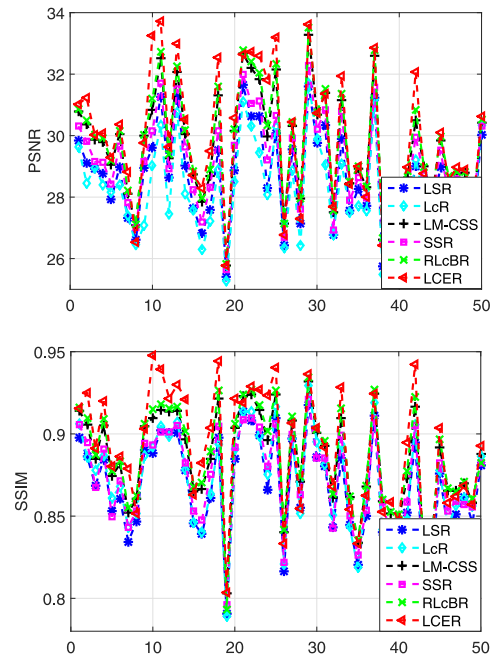 34
32
30
28
26
PSNR
LSR
LcR
LM-CSS
SSR
RLcBR
LCER
0 10 20 30 40 50
0.95
0.9
0.85
0.8
SSIM
LSR
LcR
LM-CSS
SSR
RLcBR
LCER
0 10 20 30 40 50